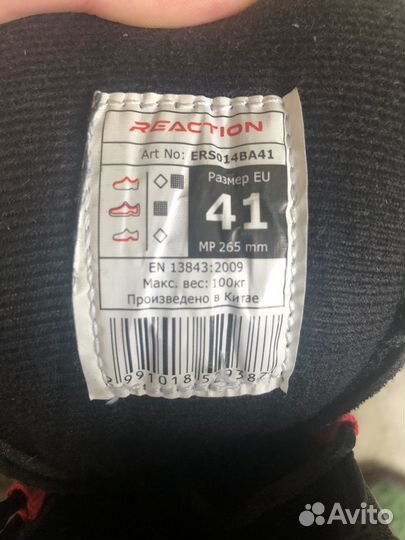 REACTION
Art No: ERS014BA41
Размер EU
41
MP 265 mm
EN 13843:2009
Макс. вес: 100кг
Произведено в Китае
Avito